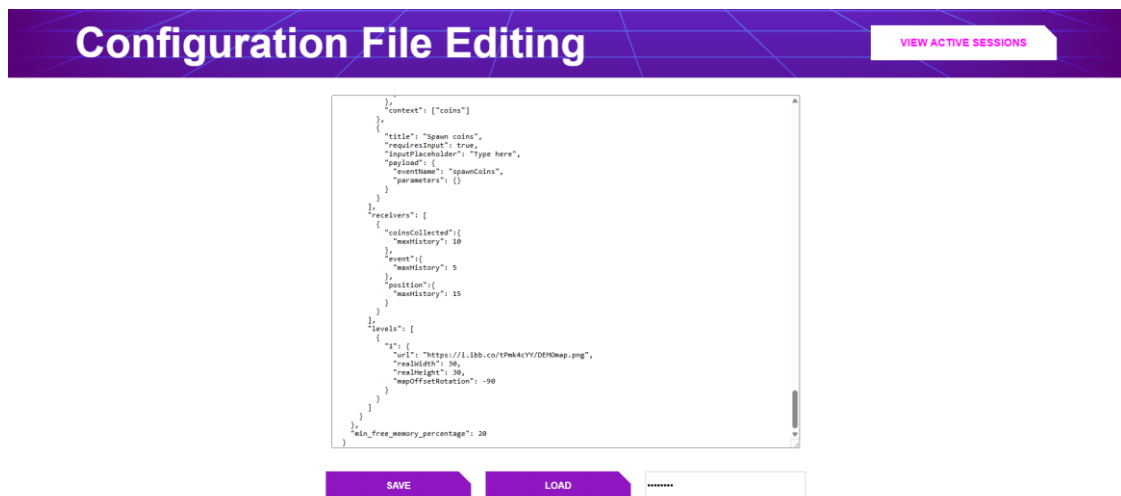 Configuration File Editing
VIEW ACTIVE SESSIONS
},
"context": ["coins"]
},
{
"title": "Spawn coins",
"requiresInput": true,
"inputPlaceholder": "Type here",
"payload": {
"eventName": "spawnCoins",
"parameters": {}
}
}
],
"receivers": [
{
"coinsCollected":{
"maxHistory": 10
},
"event":{
"maxHistory": 5
},
"position":{
"maxHistory": 15
}
}
],
"levels": [
{
"1": {
"url": "https://i.ibb.co/tPmk4cYY/DEMOmap.png",
"realWidth": 30,
"realHeight": 30,
"mapOffsetRotation": -90
}
}
]
}
},
"min_free_memory_percentage": 20
}
SAVE
LOAD
••••••••